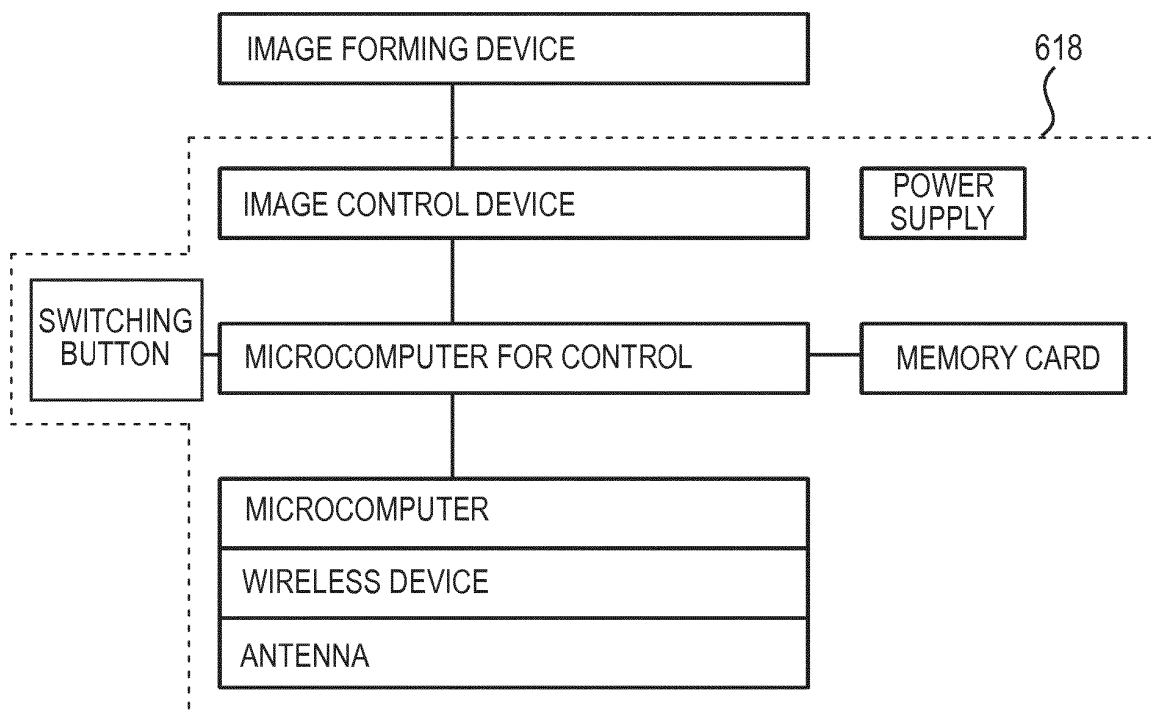 IMAGE FORMING DEVICE
618
IMAGE CONTROL DEVICE
POWER
SUPPLY
SWITCHING
BUTTON
MICROCOMPUTER FOR CONTROL
MEMORY CARD
MICROCOMPUTER
WIRELESS DEVICE
ANTENNA